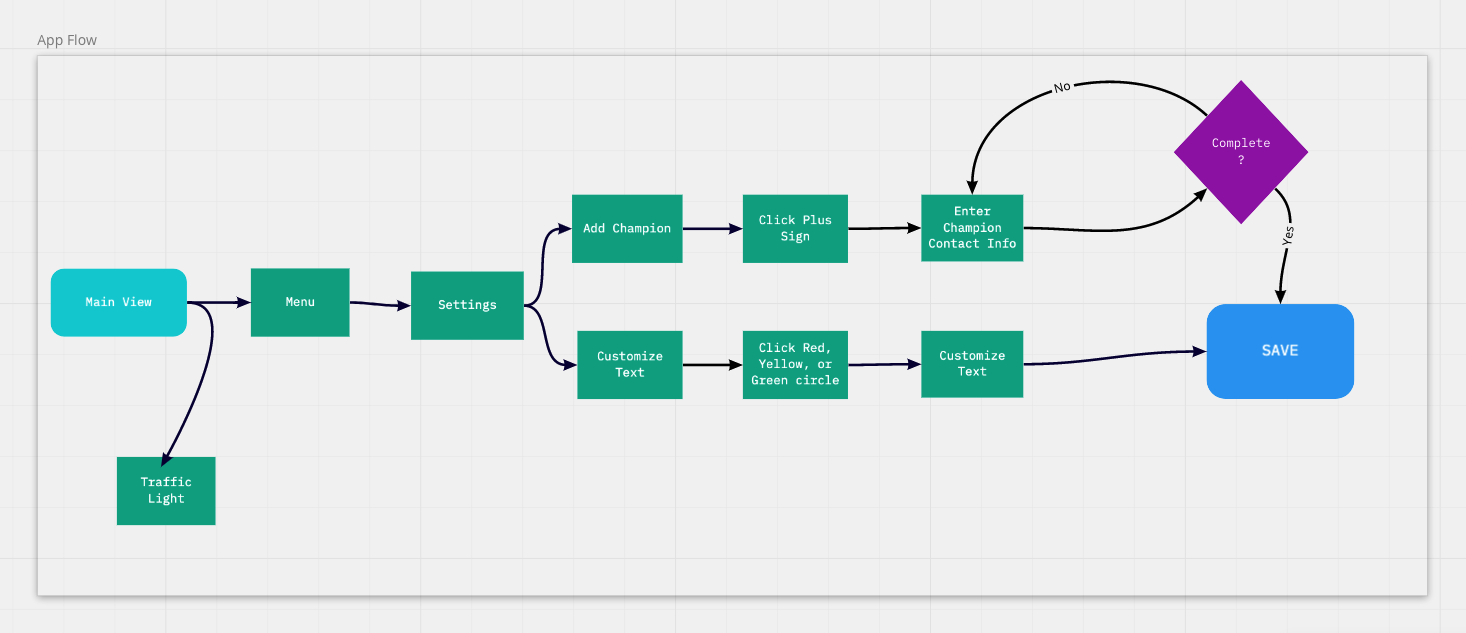 App Flow
No
Complete
?
Add Champion
Click Plus
Sign
Enter
Champion
Contact Info
Yes
Main View
Menu
Settings
Customize
Text
Click Red,
Yellow, or
Green circle
Customize
Text
SAVE
Traffic
Light